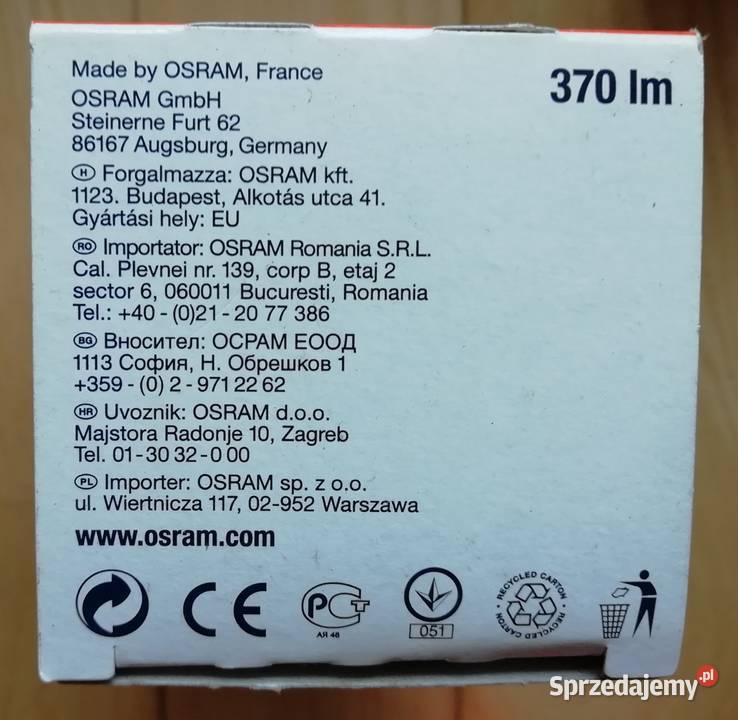 Made by OSRAM, France
370 lm
OSRAM GmbH
Steinerne Furt 62
86167 Augsburg, Germany
H Forgalmazza: OSRAM kft.
1123. Budapest, Alkotás utca 41.
Gyártási hely: EU
RO Importator: OSRAM Romania S.R.L.
Cal. Plevnei nr. 139, corp B, etaj 2
sector 6, 060011 Bucuresti, Romania
Tel.: +40 - (0)21 - 20 77 386
BG Вносител: ОСРАМ ЕООД
1113 София, Н. Обрешков 1
+359 - (0) 2 - 971 22 62
HR Uvoznik: OSRAM d.o.o.
Majstora Radonje 10, Zagreb
Tel. 01-30 32-0 00
PL Importer: OSRAM sp. z o.o.
ul. Wiertnicza 117, 02-952 Warszawa
www.osram.com
CE
РСТ
АЯ 46
051
RECYCLED CARTON • RECYCLED CARTON •
Sprzedajemy.pl